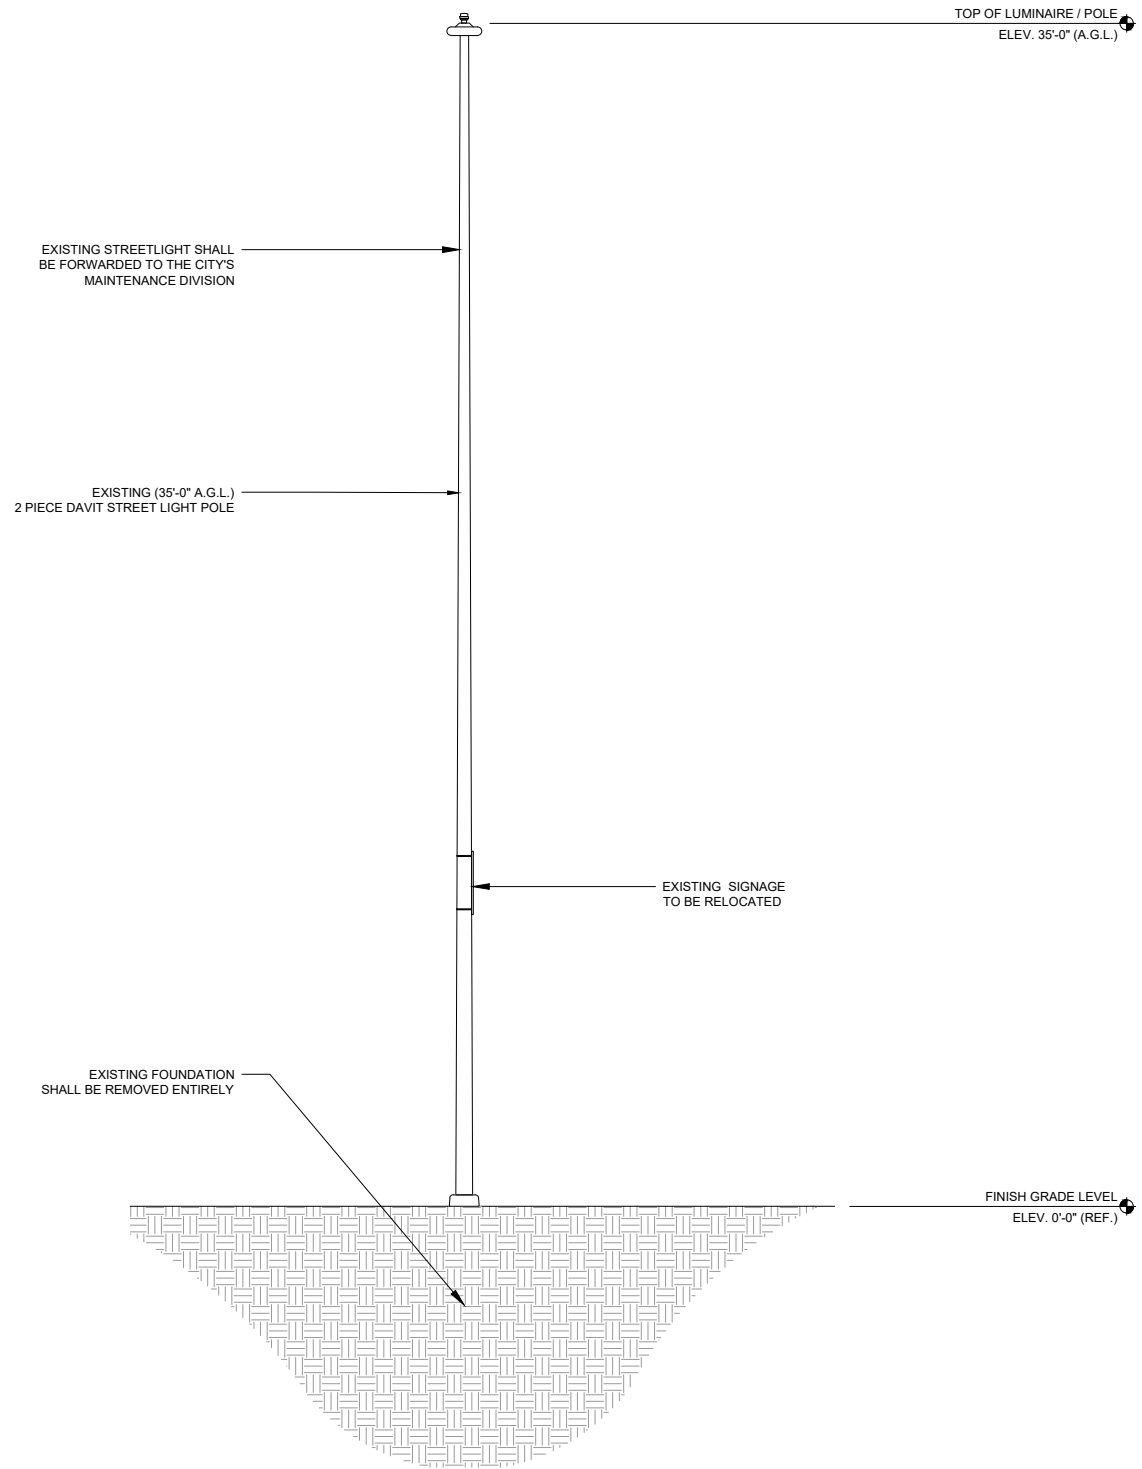 TOP OF LUMINAIRE / POLE
ELEV. 35'-0" (A.G.L.)
EXISTING STREETLIGHT SHALL
BE FORWARDED TO THE CITY'S
MAINTENANCE DIVISION
EXISTING (35'-0" A.G.L.)
2 PIECE DAVIT STREET LIGHT POLE
EXISTING SIGNAGE
TO BE RELOCATED
EXISTING FOUNDATION
SHALL BE REMOVED ENTIRELY
FINISH GRADE LEVEL
ELEV. 0'-0" (REF.)